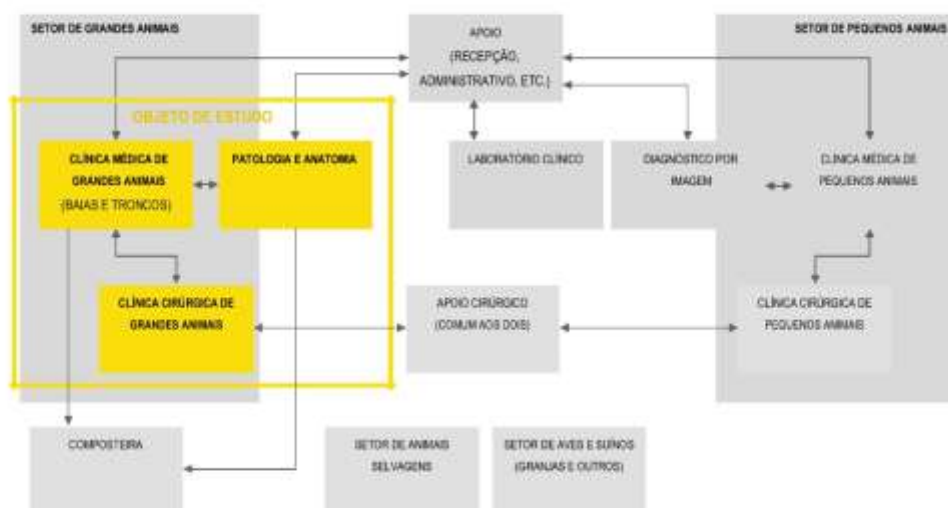 SETOR DE GRANDES ANIMAIS
APOIO
(RECEPÇÃO,
ADMINISTRATIVO, ETC.)
SETOR DE PEQUENOS ANIMAIS
OBJETO DE ESTUDO
CLÍNICA MÉDICA DE
GRANDES ANIMAIS
(BAIAS E TRONCOS)
PATOLOGIA E ANATOMIA
LABORATÓRIO CLÍNICO
DIAGNÓSTICO POR
IMAGEM
CLÍNICA MÉDICA DE
PEQUENOS ANIMAIS
CLÍNICA CIRÚRGICA DE
GRANDES ANIMAIS
APOIO CIRÚRGICO
(COMUM AOS DOIS)
CLÍNICA CIRÚRGICA DE
PEQUENOS ANIMAIS
COMPOSTEIRA
SETOR DE ANIMAIS
SELVAGENS
SETOR DE AVES E SUÍNOS
(GRANJAS E OUTROS)